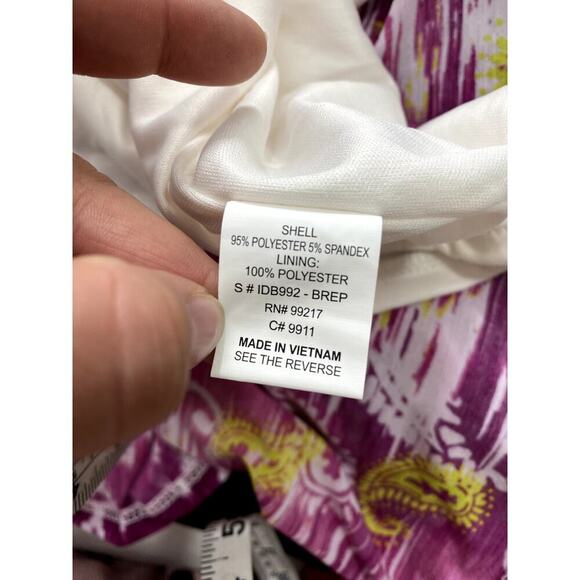 SHELL
95% POLYESTER 5% SPANDEX
LINING:
100% POLYESTER
S # IDB992 - BREP
RN# 99217
C# 9911
MADE IN VIETNAM
SEE THE REVERSE
5